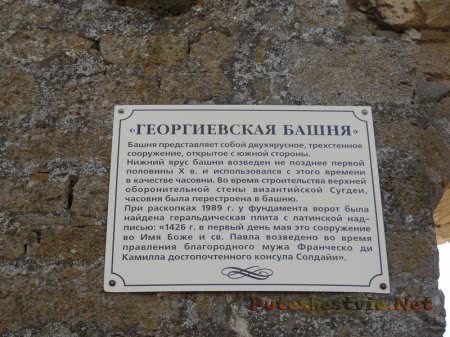 «ГЕОРГИЕВСКАЯ БАШНЯ»
Башня представляет собой двухъярусное, трехстенное
сооружение, открытое с южной стороны.
Нижний ярус башни возведен не позднее первой
половины X в. и использовался с этого времени
в качестве часовни. Во время строительства верхней
оборонительной стены византийской Сугдеи,
часовня была перестроена в башню.
При раскопках 1989 г. у фундамента ворот была
найдена геральдическая плита с латинской над-
писью: «1426 г. в первый день мая это сооружение
во Имя Боже и св. Павла возведено во время
правления благородного мужа Франческо ди
Камилла достопочтенного консула Солдайи».
Puteshestvie.Net